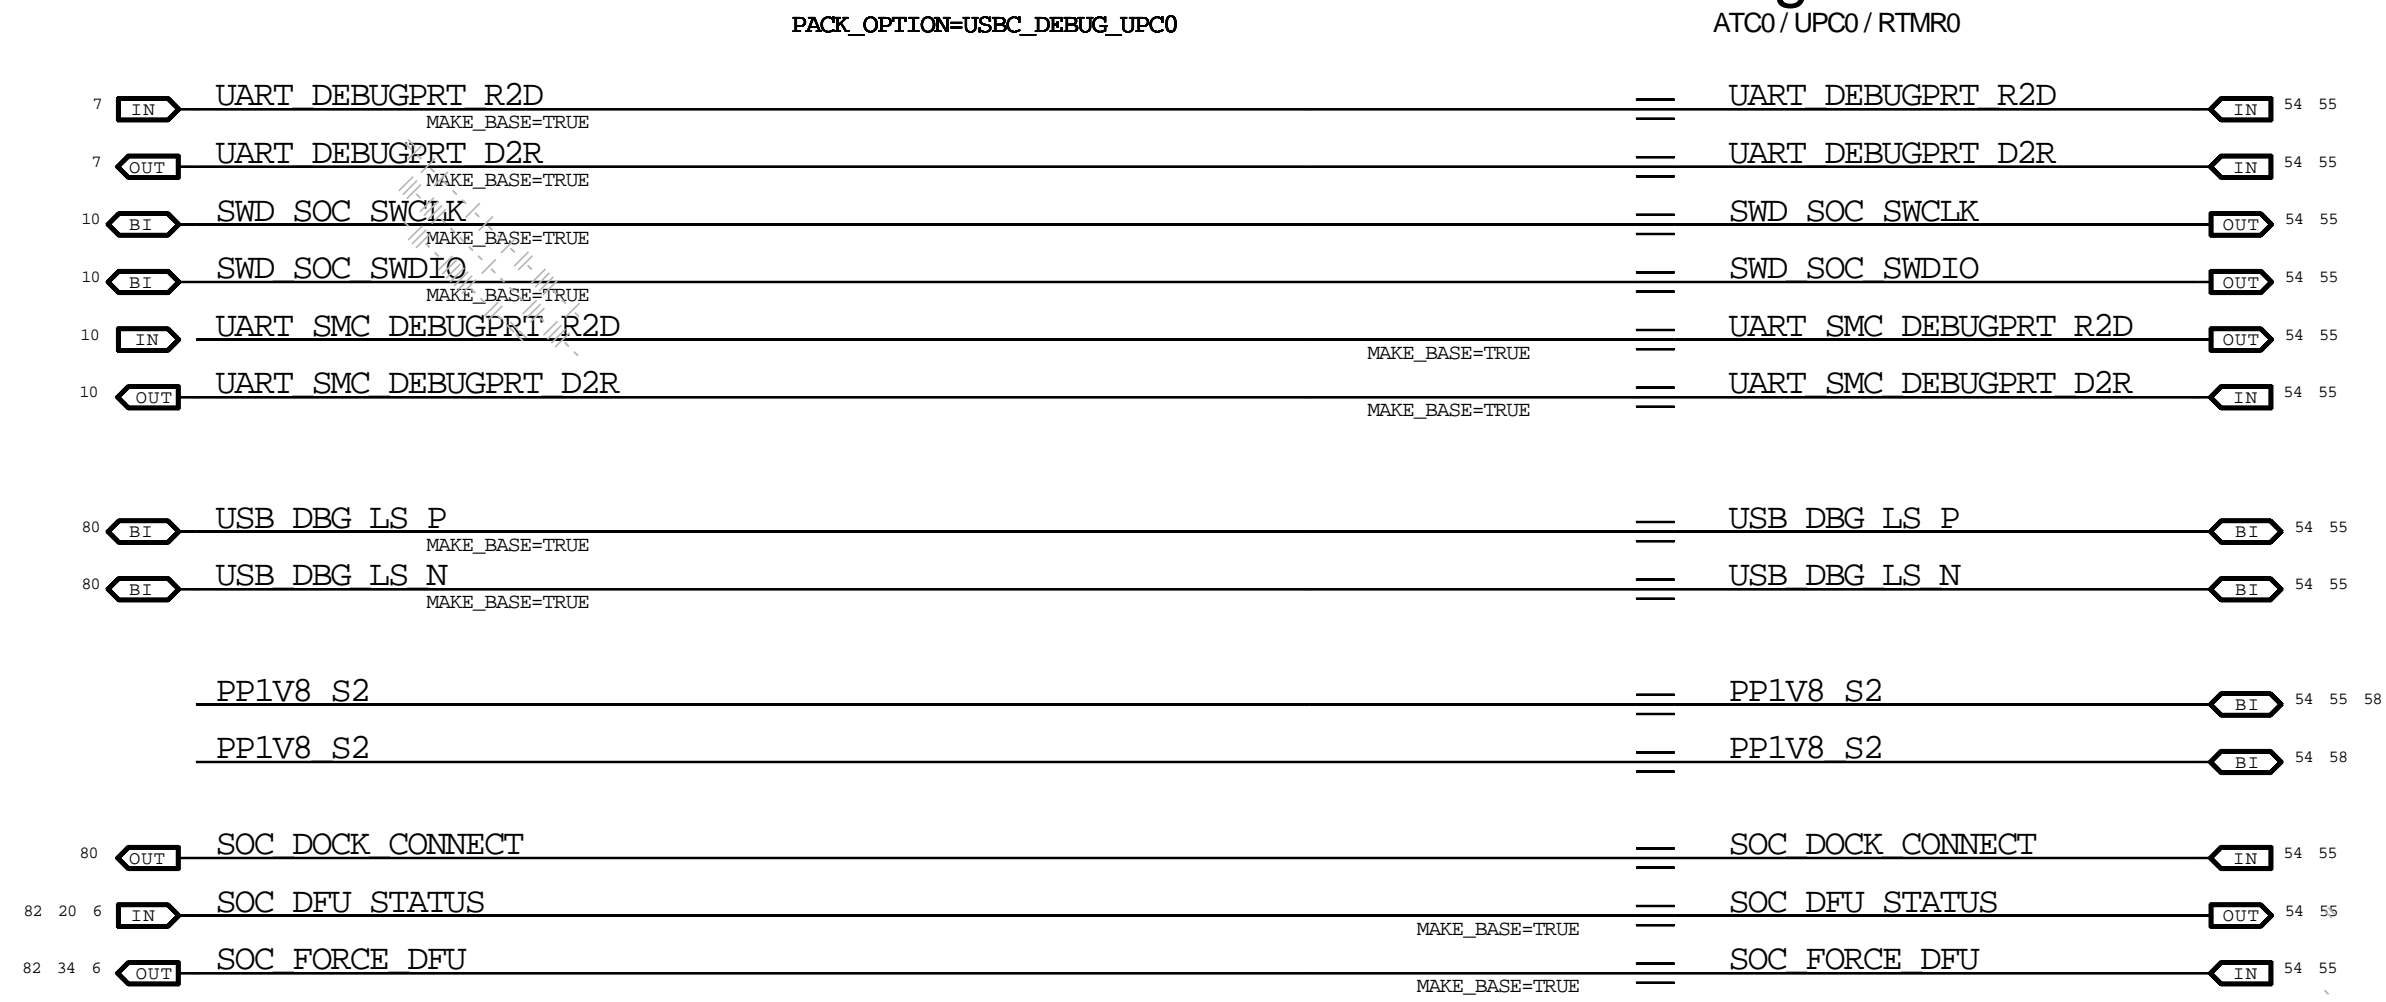 PACK_OPTION=USBC_DEBUG_UPC0
ATC0 / UPC0 / RTMR0
7 IN UART_DEBUGPRT_R2D UART_DEBUGPRT_R2D IN 54 55
MAKE_BASE=TRUE
7 OUT UART_DEBUGPRT_D2R UART_DEBUGPRT_D2R IN 54 55
MAKE_BASE=TRUE
10 BI SWD_SOC_SWCLK SWD_SOC_SWCLK OUT 54 55
MAKE_BASE=TRUE
10 BI SWD_SOC_SWDIO SWD_SOC_SWDIO OUT 54 55
MAKE_BASE=TRUE
10 IN UART_SMC_DEBUGPRT_R2D UART_SMC_DEBUGPRT_R2D OUT 54 55
MAKE_BASE=TRUE
10 OUT UART_SMC_DEBUGPRT_D2R UART_SMC_DEBUGPRT_D2R IN 54 55
MAKE_BASE=TRUE
80 BI USB_DBG_LS_P USB_DBG_LS_P BI 54 55
MAKE_BASE=TRUE
80 BI USB_DBG_LS_N USB_DBG_LS_N BI 54 55
MAKE_BASE=TRUE
PP1V8_S2 PP1V8_S2 BI 54 55 58
PP1V8_S2 PP1V8_S2 BI 54 58
80 OUT SOC_DOCK_CONNECT SOC_DOCK_CONNECT IN 54 55
82 20 6 IN SOC_DFU_STATUS SOC_DFU_STATUS OUT 54 55
MAKE_BASE=TRUE
82 34 6 OUT SOC_FORCE_DFU SOC_FORCE_DFU IN 54 55
MAKE_BASE=TRUE